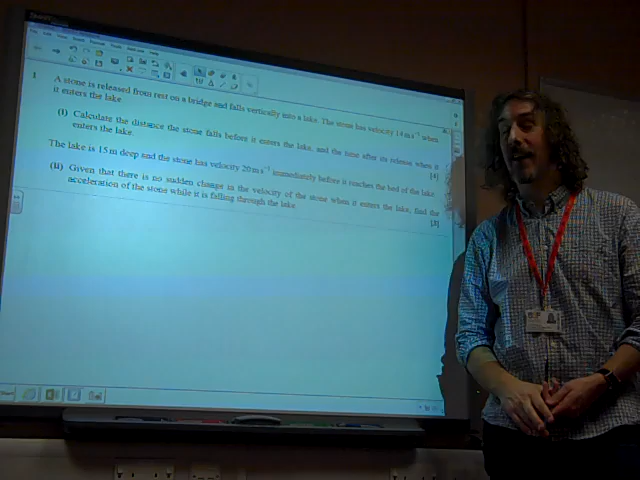 1 A stone is released from rest on a bridge and falls vertically into a lake. The stone has velocity 14 m s⁻¹ when
it enters the lake.
(i) Calculate the distance the stone falls before it enters the lake, and the time after its release when it
enters the lake. [4]
The lake is 15 m deep and the stone has velocity 20 m s⁻¹ immediately before it reaches the bed of the lake.
(ii) Given that there is no sudden change in the velocity of the stone when it enters the lake, find the
acceleration of the stone while it is falling through the lake. [3]